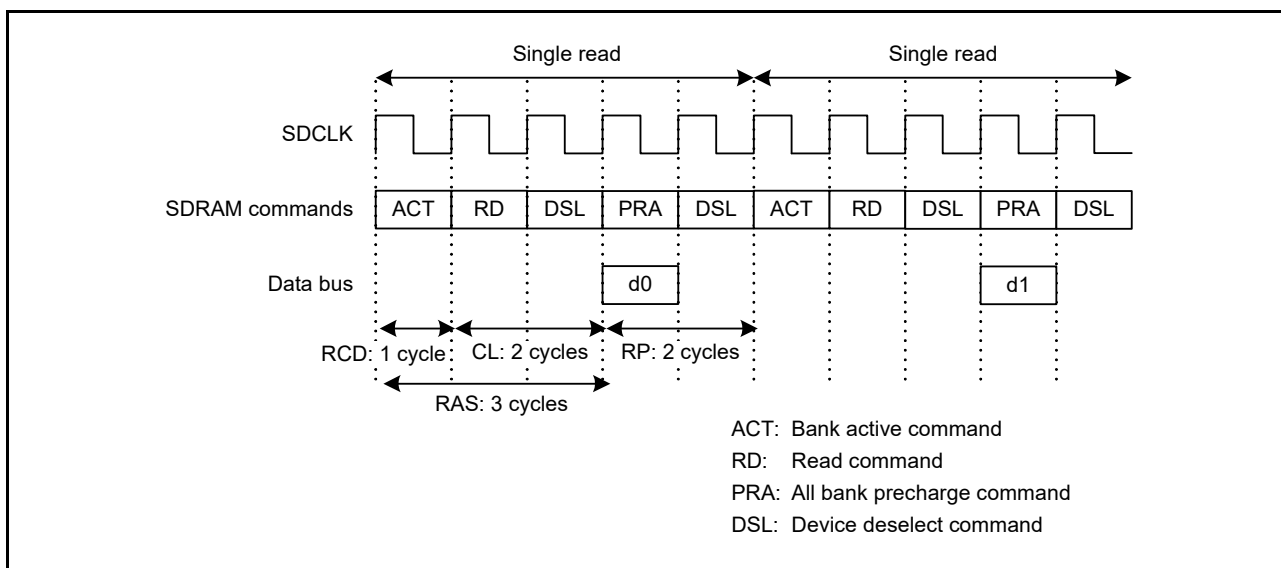 Single read Single read
SDCLK
SDRAM commands ACT RD DSL PRA DSL ACT RD DSL PRA DSL
Data bus d0 d1
RCD: 1 cycle CL: 2 cycles RP: 2 cycles
RAS: 3 cycles
ACT: Bank active command
RD: Read command
PRA: All bank precharge command
DSL: Device deselect command